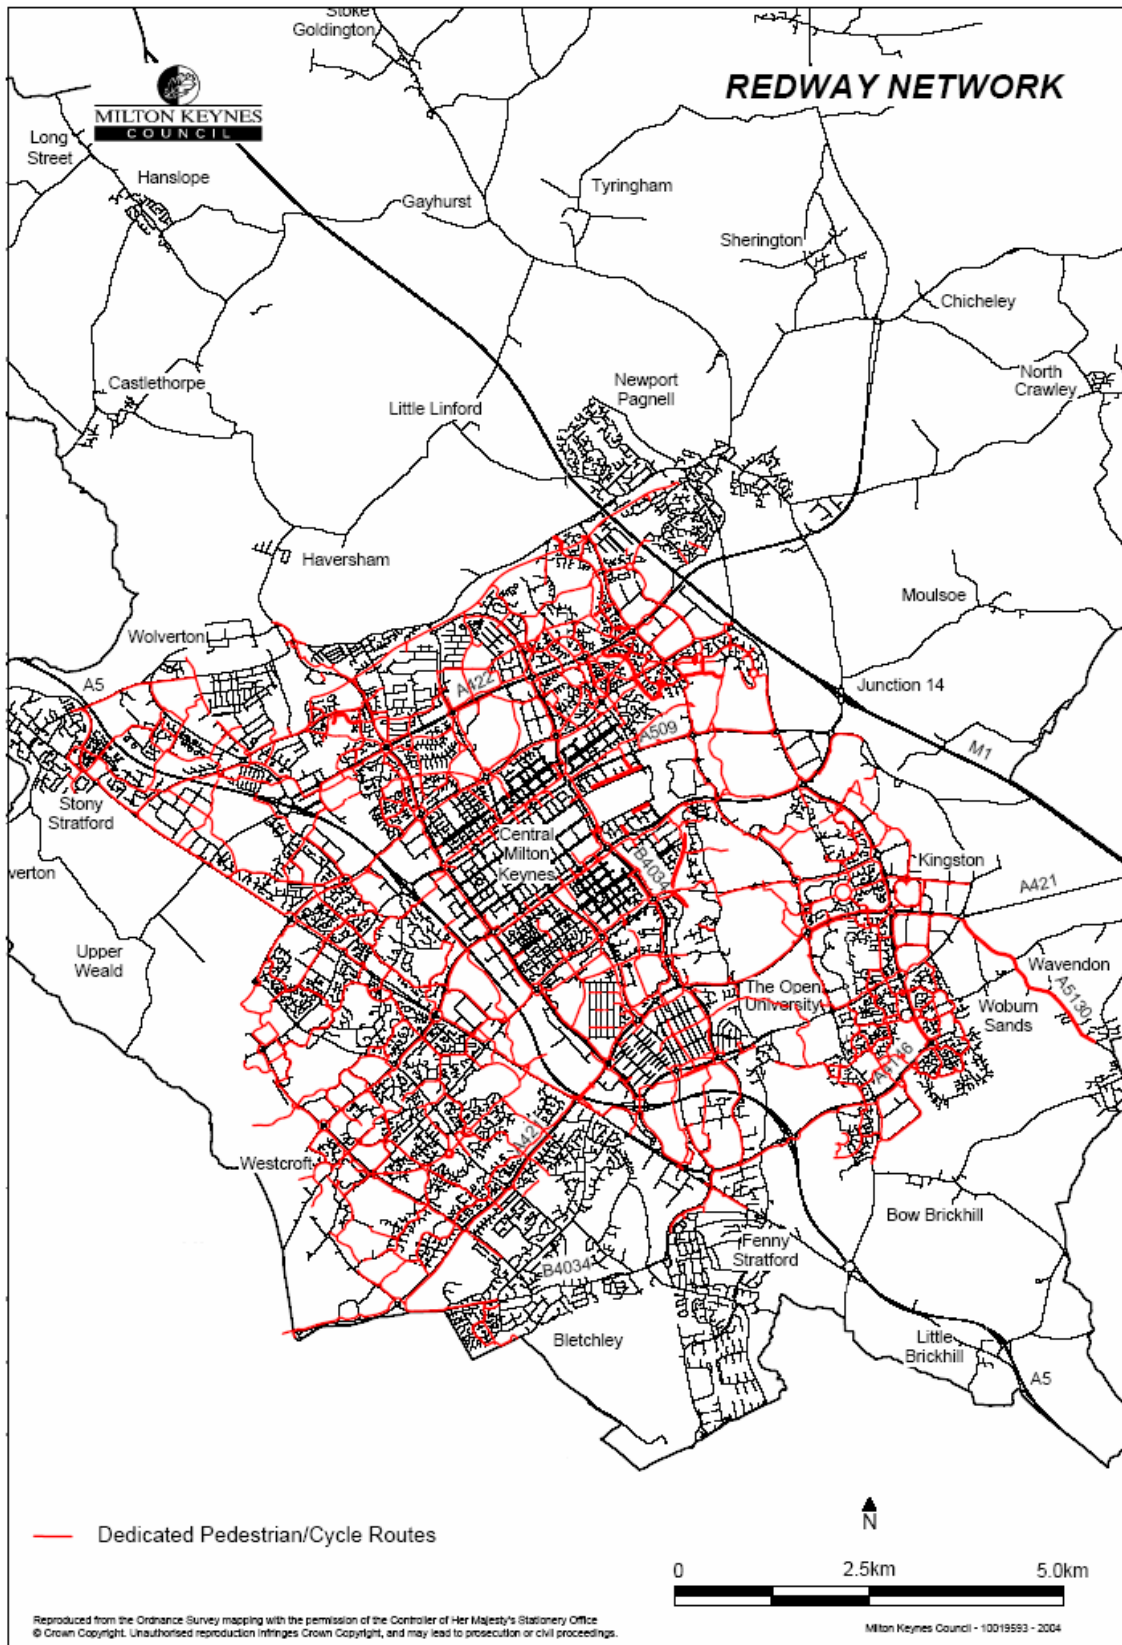 Stoke
Goldington
REDWAY NETWORK
MILTON KEYNES
COUNCIL
Long
Street
Hanslope
Tyringham
Gayhurst
Sherington
Chicheley
Castlethorpe
Newport
Pagnell
North
Crawley
Little Linford
Haversham
Moulsoe
Wolverton
A5
A422
Junction 14
A509
M1
Stony
Stratford
Central
Milton
Keynes
B4034
Kingston
verton
A421
Upper
Weald
Wavendon
The Open
University
A5130
Woburn
Sands
A4146
A421
Westcroft
Bow Brickhill
Fenny
Stratford
B4034
Bletchley
Little
Brickhill
A5
N
Dedicated Pedestrian/Cycle Routes
0 2.5km 5.0km
Reproduced from the Ordnance Survey mapping with the permission of the Controller of Her Majesty's Stationery Office
© Crown Copyright. Unauthorised reproduction infringes Crown Copyright, and may lead to prosecution or civil proceedings.
Milton Keynes Council - 10019593 - 2004